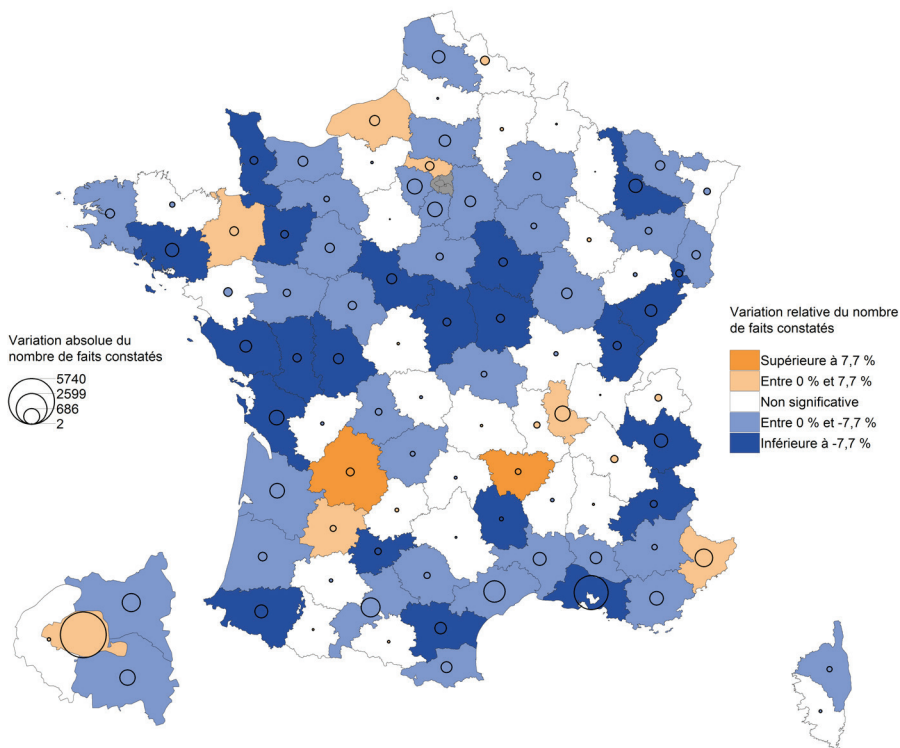 Variation absolue du
nombre de faits constatés
5740
2599
686
2
Variation relative du nombre
de faits constatés
Supérieure à 7,7 %
Entre 0 % et 7,7 %
Non significative
Entre 0 % et -7,7 %
Inférieure à -7,7 %